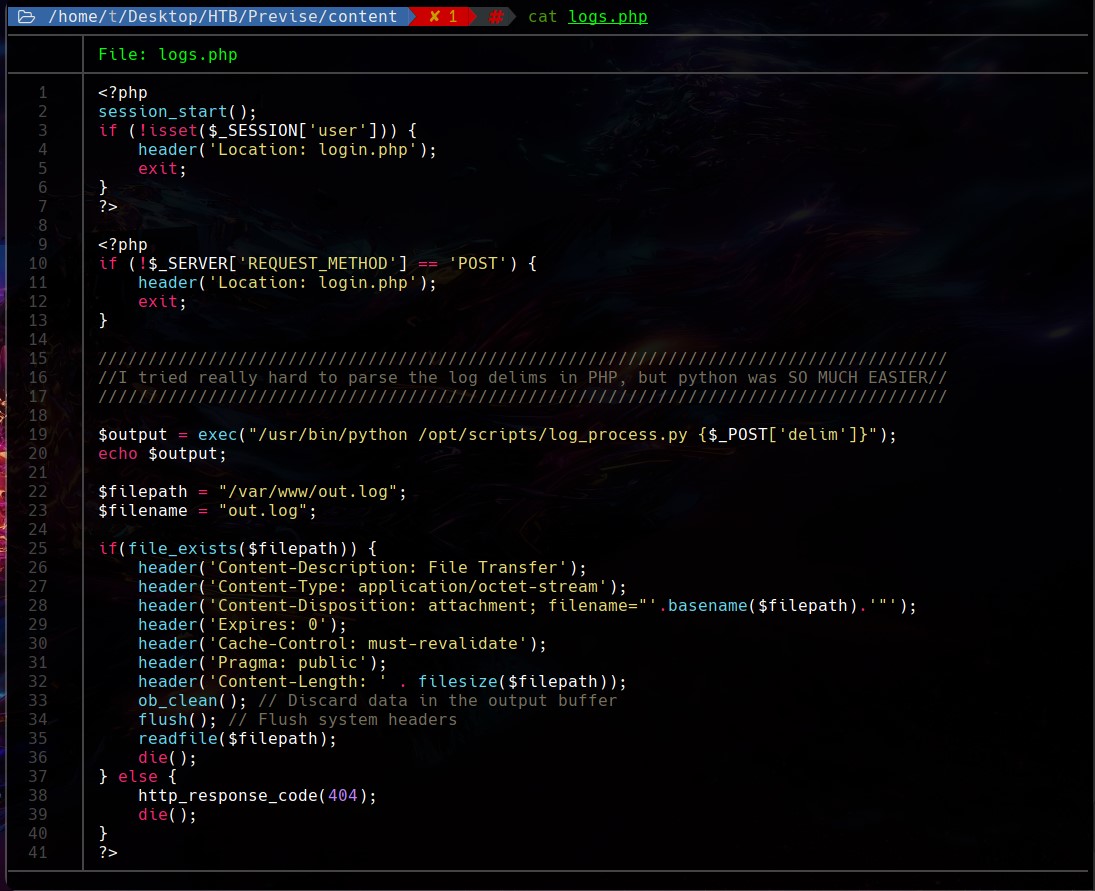 /home/t/Desktop/HTB/Previse/content ✘ 1 # cat logs.php
File: logs.php
1 <?php
2 session_start();
3 if (!isset($_SESSION['user'])) {
4     header('Location: login.php');
5     exit;
6 }
7 ?>
8
9 <?php
10 if (!$_SERVER['REQUEST_METHOD'] == 'POST') {
11     header('Location: login.php');
12     exit;
13 }
14
15 /////////////////////////////////////////////////////////////////////////////////////
16 //I tried really hard to parse the log delims in PHP, but python was SO MUCH EASIER//
17 /////////////////////////////////////////////////////////////////////////////////////
18
19 $output = exec("/usr/bin/python /opt/scripts/log_process.py {$_POST['delim']}");
20 echo $output;
21
22 $filepath = "/var/www/out.log";
23 $filename = "out.log";
24
25 if(file_exists($filepath)) {
26     header('Content-Description: File Transfer');
27     header('Content-Type: application/octet-stream');
28     header('Content-Disposition: attachment; filename="'.basename($filepath).'"');
29     header('Expires: 0');
30     header('Cache-Control: must-revalidate');
31     header('Pragma: public');
32     header('Content-Length: ' . filesize($filepath));
33     ob_clean(); // Discard data in the output buffer
34     flush(); // Flush system headers
35     readfile($filepath);
36     die();
37 } else {
38     http_response_code(404);
39     die();
40 }
41 ?>